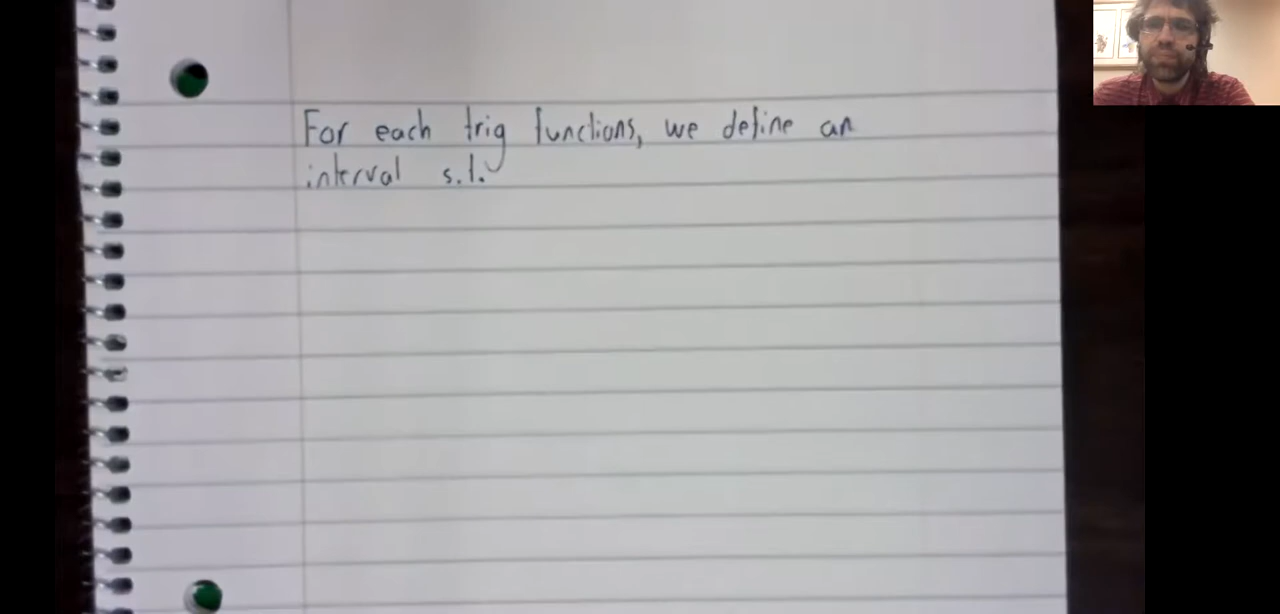 For each trig functions, we define an
interval s.t.